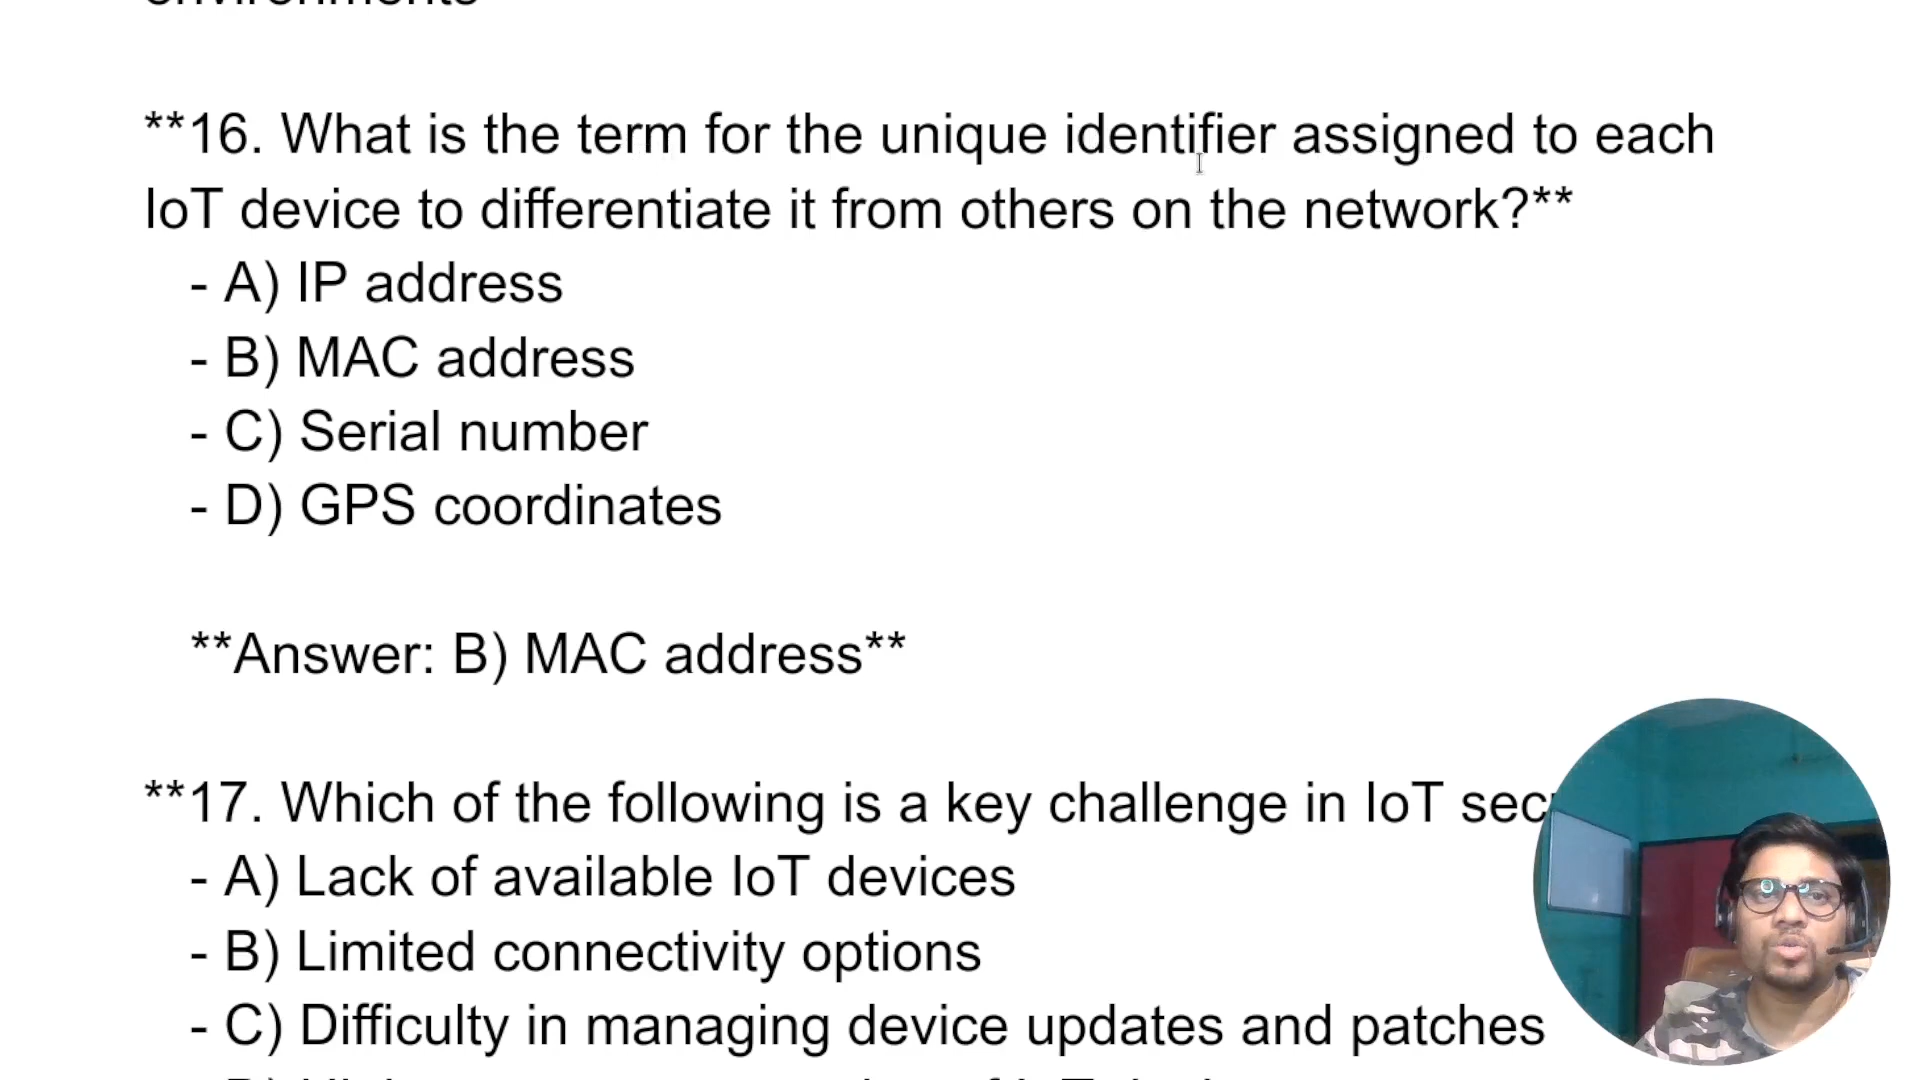 environments
**16. What is the term for the unique identifier assigned to each
IoT device to differentiate it from others on the network?**
- A) IP address
- B) MAC address
- C) Serial number
- D) GPS coordinates
**Answer: B) MAC address**
**17. Which of the following is a key challenge in IoT
- A) Lack of available IoT devices
- B) Limited connectivity options
- C) Difficulty in managing device updates and patches